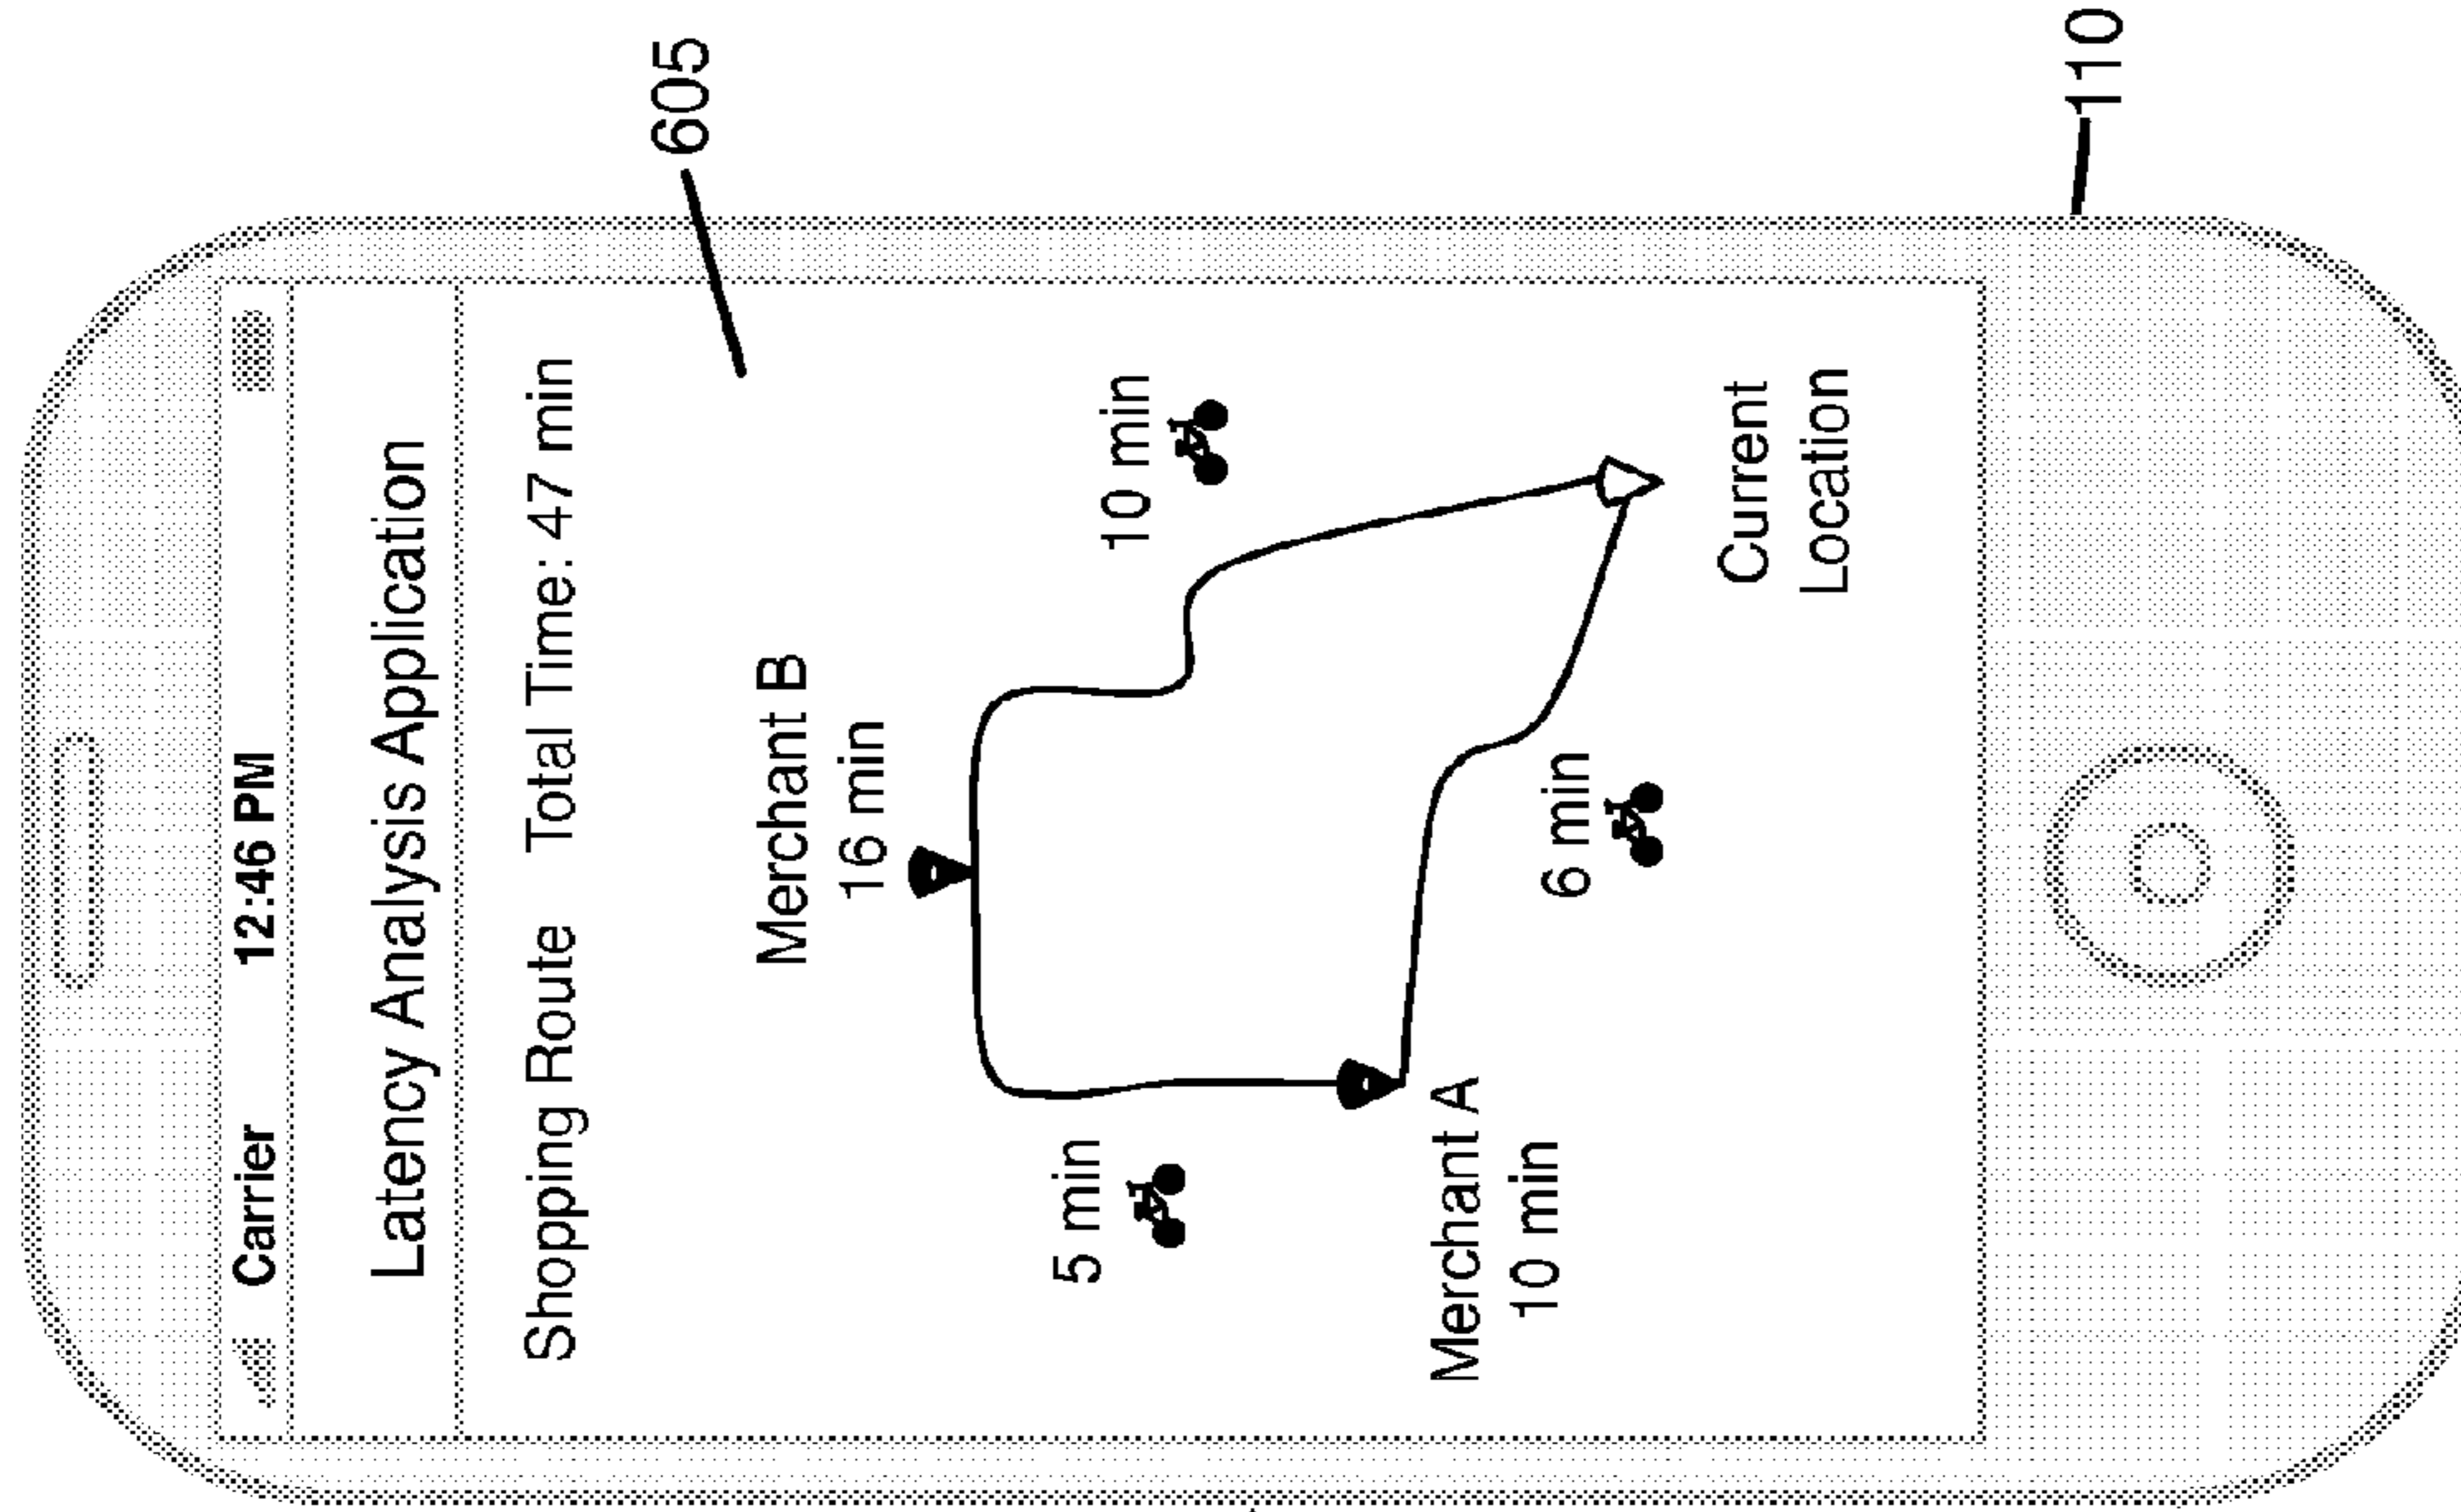 Carrier 12:46 PM
Latency Analysis Application
Shopping Route Total Time: 47 min
605
Merchant B
16 min
5 min
10 min
Merchant A
10 min
6 min
Current
Location
110